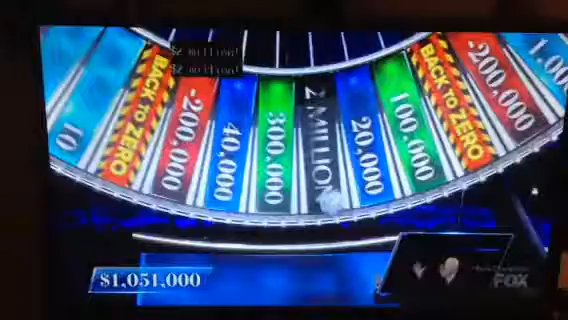 $2 million!
$2 million!
10
BACK TO ZERO
-200,000
40,000
300,000
2 MILLION
20,000
100,000
BACK TO ZERO
-200,000
1,00
$1,051,000
FOX